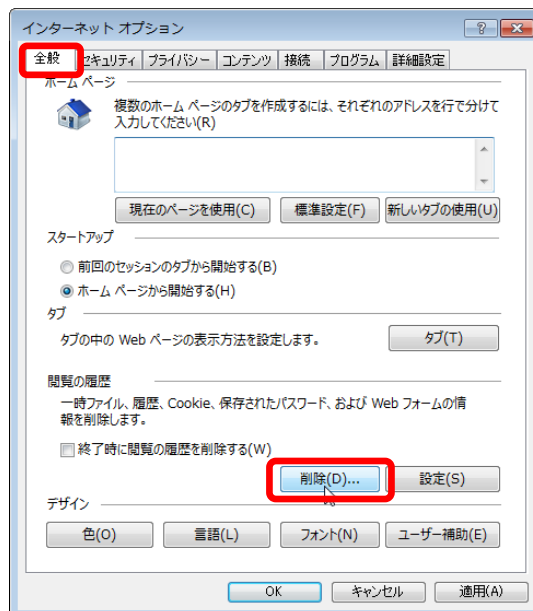 インターネット オプション
全般 セキュリティ プライバシー コンテンツ 接続 プログラム 詳細設定
ホーム ページ
複数のホーム ページのタブを作成するには、それぞれのアドレスを行で分けて
入力してください(R)
現在のページを使用(C) 標準設定(F) 新しいタブの使用(U)
スタートアップ
前回のセッションのタブから開始する(B)
ホーム ページから開始する(H)
タブ
タブの中の Web ページの表示方法を設定します。 タブ(T)
閲覧の履歴
一時ファイル、履歴、Cookie、保存されたパスワード、および Web フォームの情
報を削除します。
終了時に閲覧の履歴を削除する(W)
削除(D)... 設定(S)
デザイン
色(O) 言語(L) フォント(N) ユーザー補助(E)
OK キャンセル 適用(A)